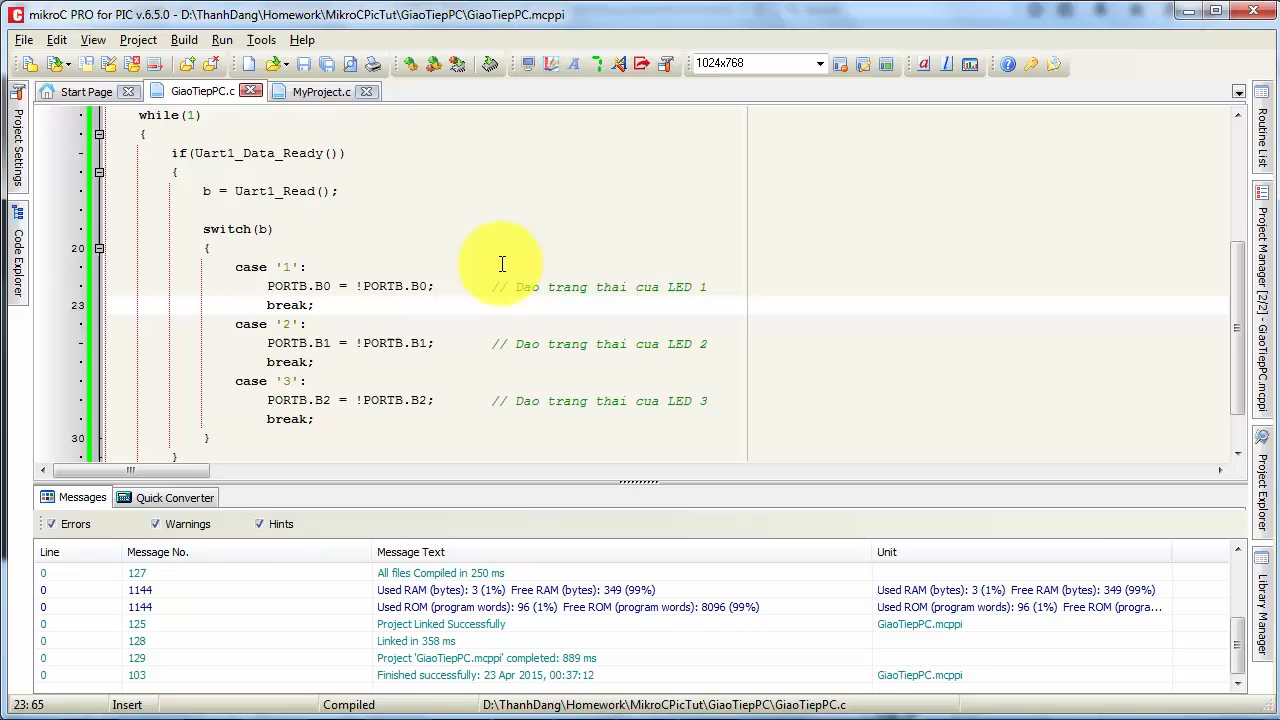 mikroC PRO for PIC v.6.5.0 - D:\ThanhDang\Homework\MikroCPicTut\GiaoTiepPC\GiaoTiepPC.mcppi
File Edit View Project Build Run Tools Help
1024x768
Start Page GiaoTiepPC.c MyProject.c
Project Settings
Code Explorer
while(1)
{
if(Uart1_Data_Ready())
{
b = Uart1_Read();
switch(b)
20 {
case '1':
PORTB.B0 = !PORTB.B0; // Dao trang thai cua LED 1
23 break;
case '2':
PORTB.B1 = !PORTB.B1; // Dao trang thai cua LED 2
break;
case '3':
PORTB.B2 = !PORTB.B2; // Dao trang thai cua LED 3
break;
30 }
}
Routine List
Project Manager [2/2] - GiaoTiepPC.mcppi
Project Explorer
Library Manager
Messages Quick Converter
Errors Warnings Hints
Line Message No. Message Text Unit
0 127 All files Compiled in 250 ms
0 1144 Used RAM (bytes): 3 (1%) Free RAM (bytes): 349 (99%) Used RAM (bytes): 3 (1%) Free RAM (bytes): 349 (99%)
0 1144 Used ROM (program words): 96 (1%) Free ROM (program words): 8096 (99%) Used ROM (program words): 96 (1%) Free ROM (progra...
0 125 Project Linked Successfully GiaoTiepPC.mcppi
0 128 Linked in 358 ms
0 129 Project 'GiaoTiepPC.mcppi' completed: 889 ms
0 103 Finished successfully: 23 Apr 2015, 00:37:12 GiaoTiepPC.mcppi
23: 65 Insert Compiled D:\ThanhDang\Homework\MikroCPicTut\GiaoTiepPC\GiaoTiepPC.c